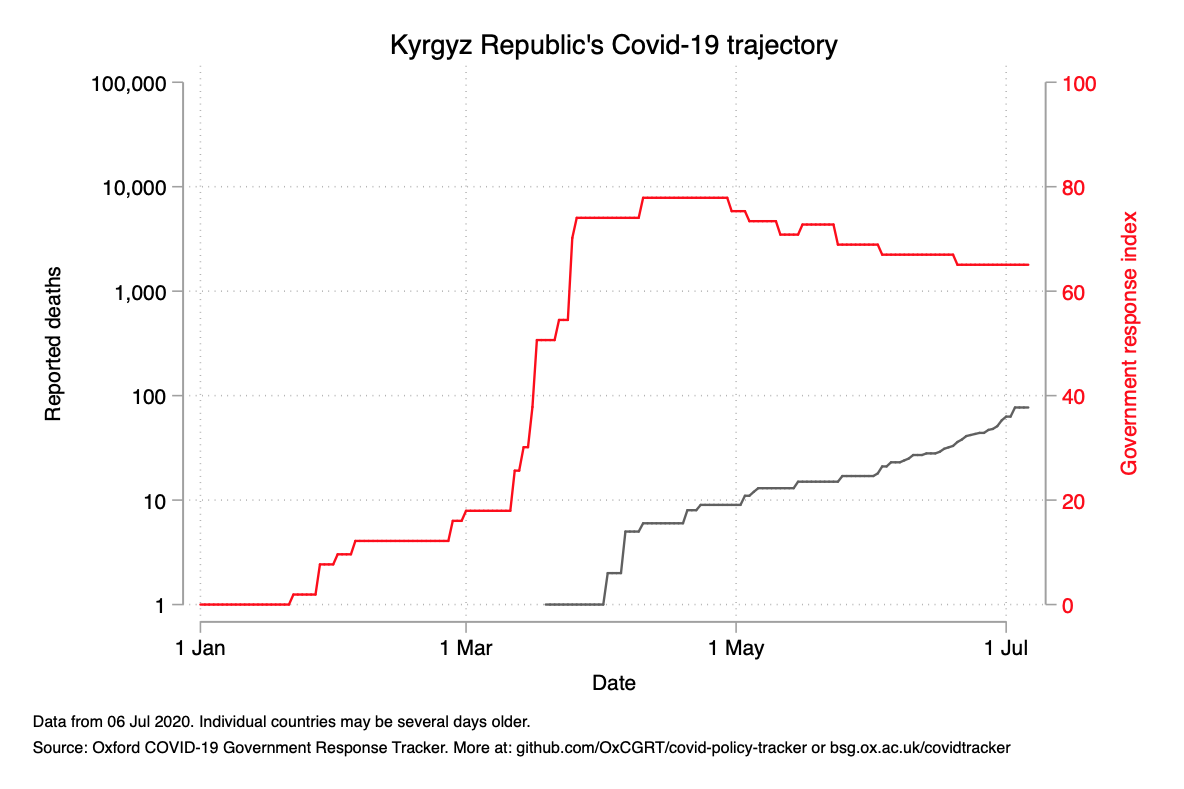 Kyrgyz Republic's Covid-19 trajectory
100,000
10,000
1,000
100
10
1
Reported deaths
100
80
60
40
20
0
Government response index
1 Jan
1 Mar
1 May
1 Jul
Date
Data from 06 Jul 2020. Individual countries may be several days older.
Source: Oxford COVID-19 Government Response Tracker. More at: github.com/OxCGRT/covid-policy-tracker or bsg.ox.ac.uk/covidtracker